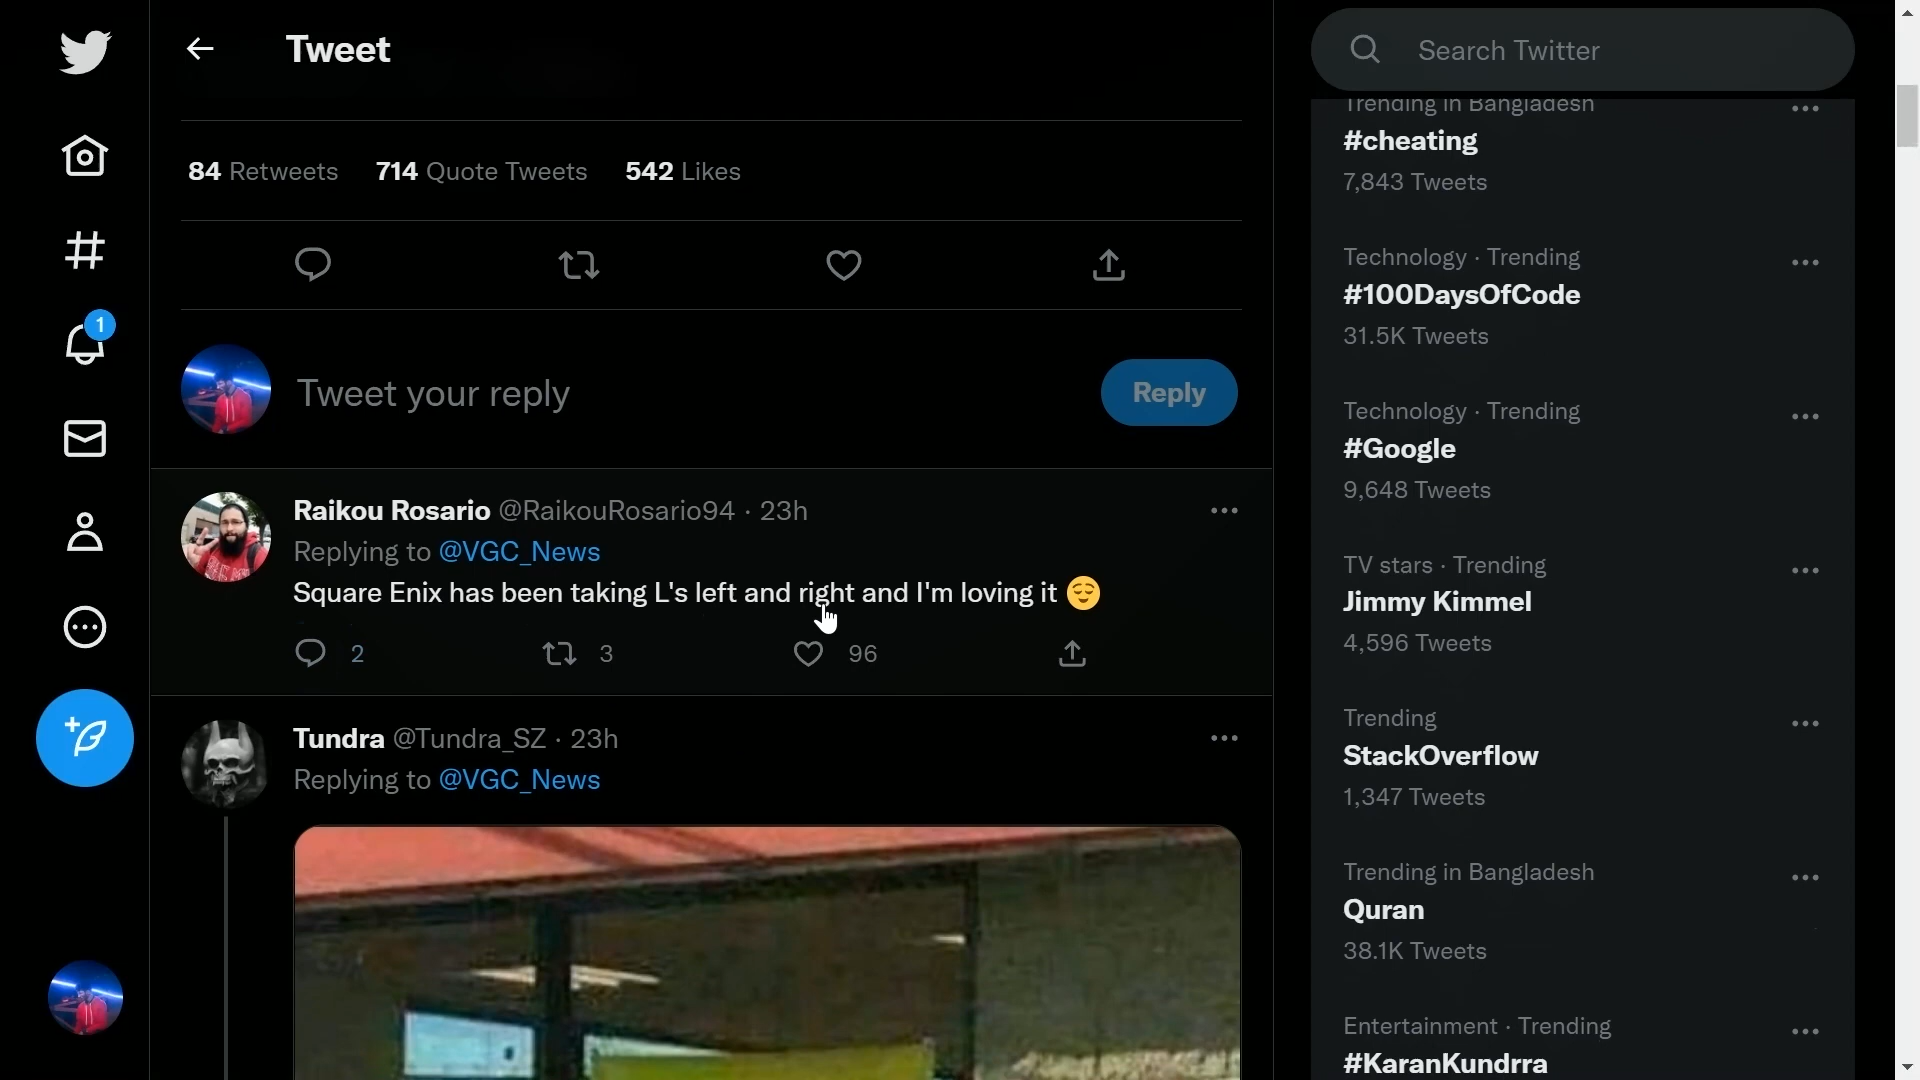 Tweet
84 Retweets 714 Quote Tweets 542 Likes
1
Tweet your reply
Reply
Raikou Rosario @RaikouRosario94 · 23h
Replying to @VGC_News
Square Enix has been taking L's left and right and I'm loving it 😌
2 3 96
Tundra @Tundra_SZ · 23h
Replying to @VGC_News
Search Twitter
Trending in Bangladesh
#cheating
7,843 Tweets
Technology · Trending
#100DaysOfCode
31.5K Tweets
Technology · Trending
#Google
9,648 Tweets
TV stars · Trending
Jimmy Kimmel
4,596 Tweets
Trending
StackOverflow
1,347 Tweets
Trending in Bangladesh
Quran
38.1K Tweets
Entertainment · Trending
#KaranKundrra